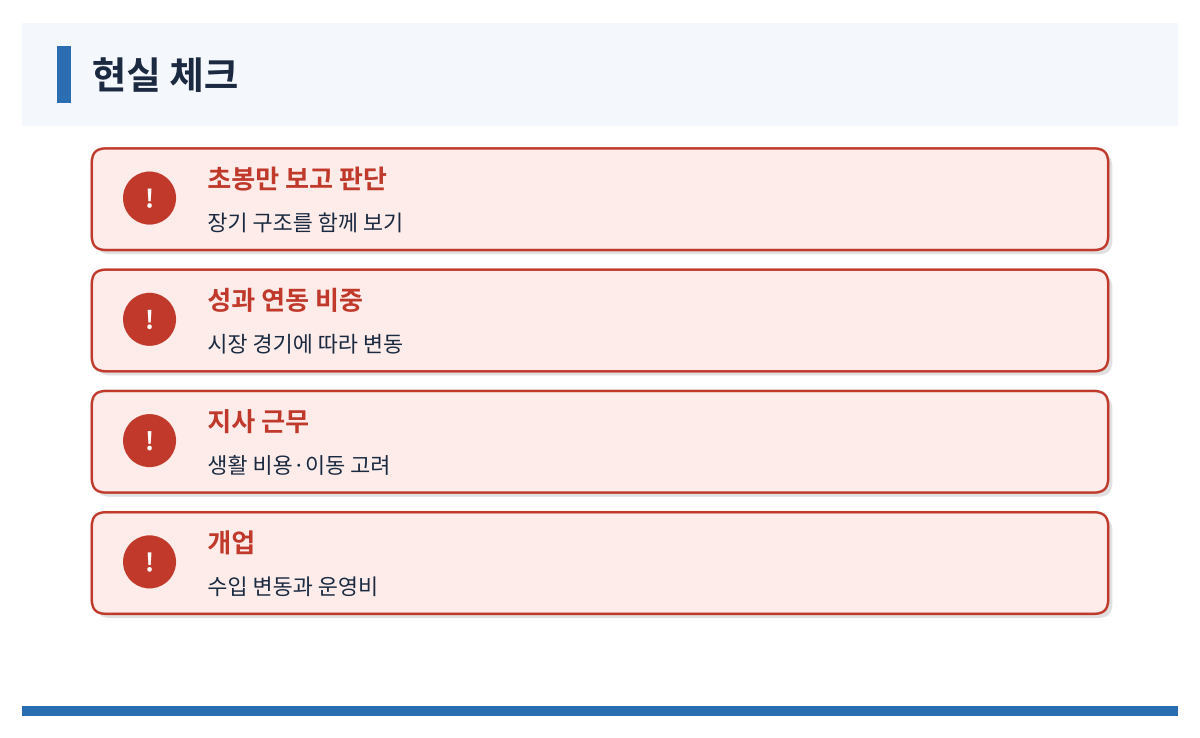 현실 체크
!
초봉만 보고 판단
장기 구조를 함께 보기
!
성과 연동 비중
시장 경기에 따라 변동
!
지사 근무
생활 비용·이동 고려
!
개업
수입 변동과 운영비